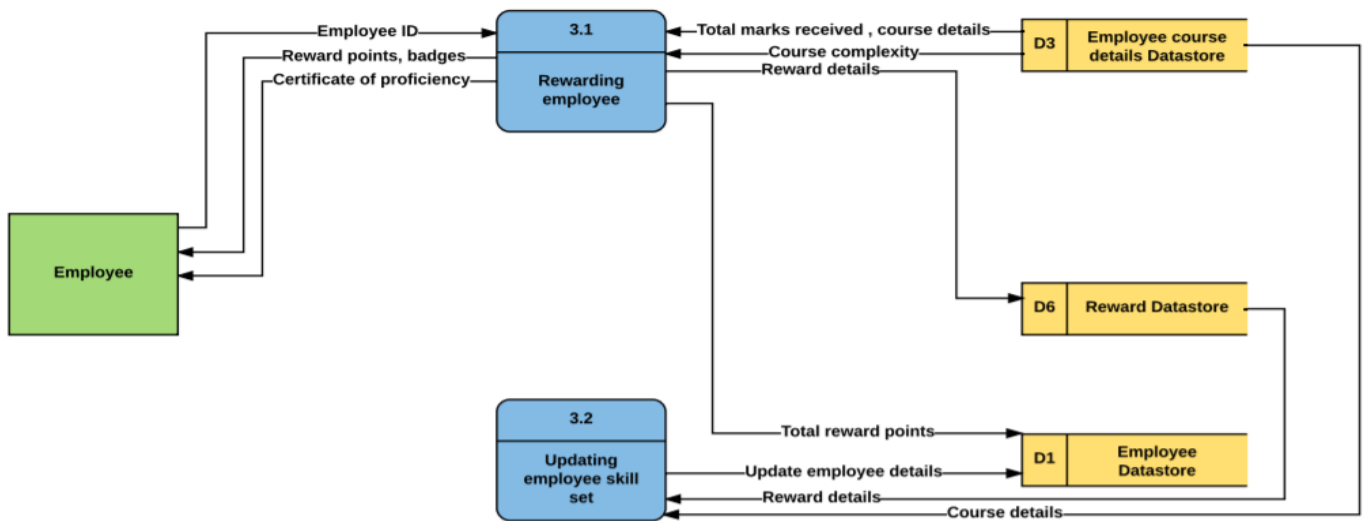 Employee ID
Reward points, badges
Certificate of proficiency
3.1
Rewarding
employee
Total marks received , course details
Course complexity
Reward details
D3
Employee course
details Datastore
Employee
D6
Reward Datastore
3.2
Updating
employee skill
set
Total reward points
Update employee details
Reward details
Course details
D1
Employee
Datastore